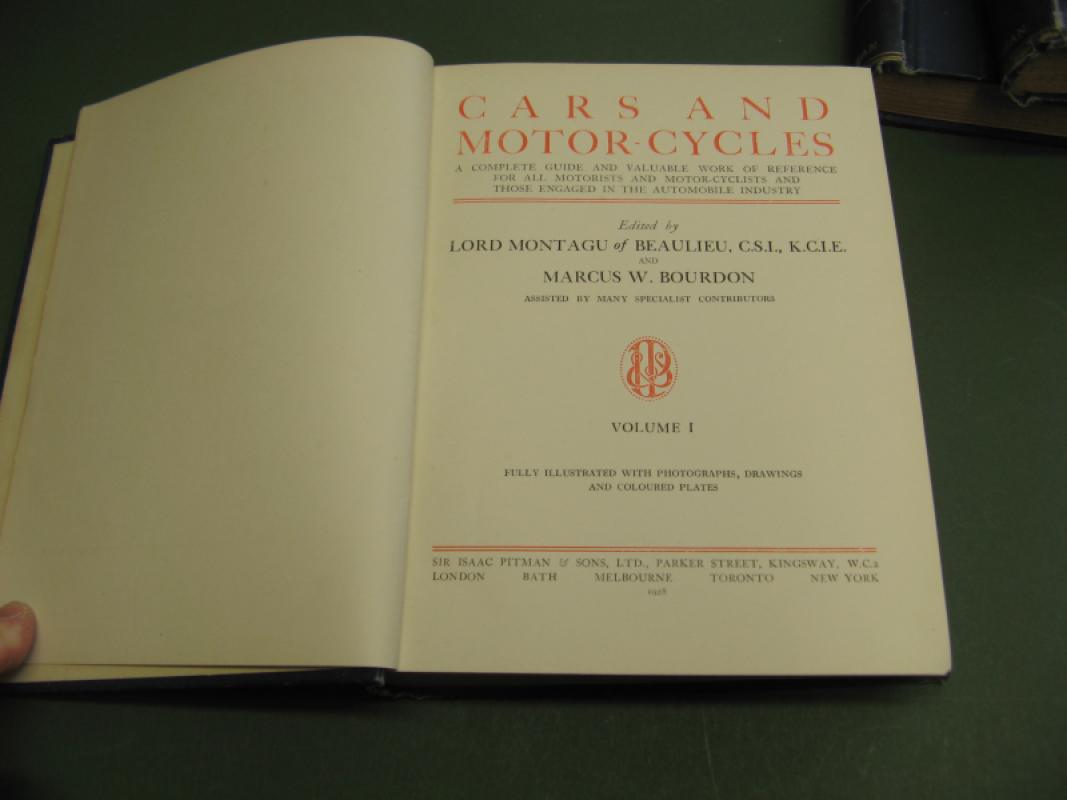 CARS AND
MOTOR-CYCLES
A COMPLETE GUIDE AND VALUABLE WORK OF REFERENCE
FOR ALL MOTORISTS AND MOTOR-CYCLISTS AND
THOSE ENGAGED IN THE AUTOMOBILE INDUSTRY
Edited by
LORD MONTAGU of BEAULIEU, C.S.I., K.C.I.E.
AND
MARCUS W. BOURDON
ASSISTED BY MANY SPECIALIST CONTRIBUTORS
VOLUME I
FULLY ILLUSTRATED WITH PHOTOGRAPHS, DRAWINGS
AND COLOURED PLATES
SIR ISAAC PITMAN & SONS, LTD., PARKER STREET, KINGSWAY, W.C.2
LONDON BATH MELBOURNE TORONTO NEW YORK
1928